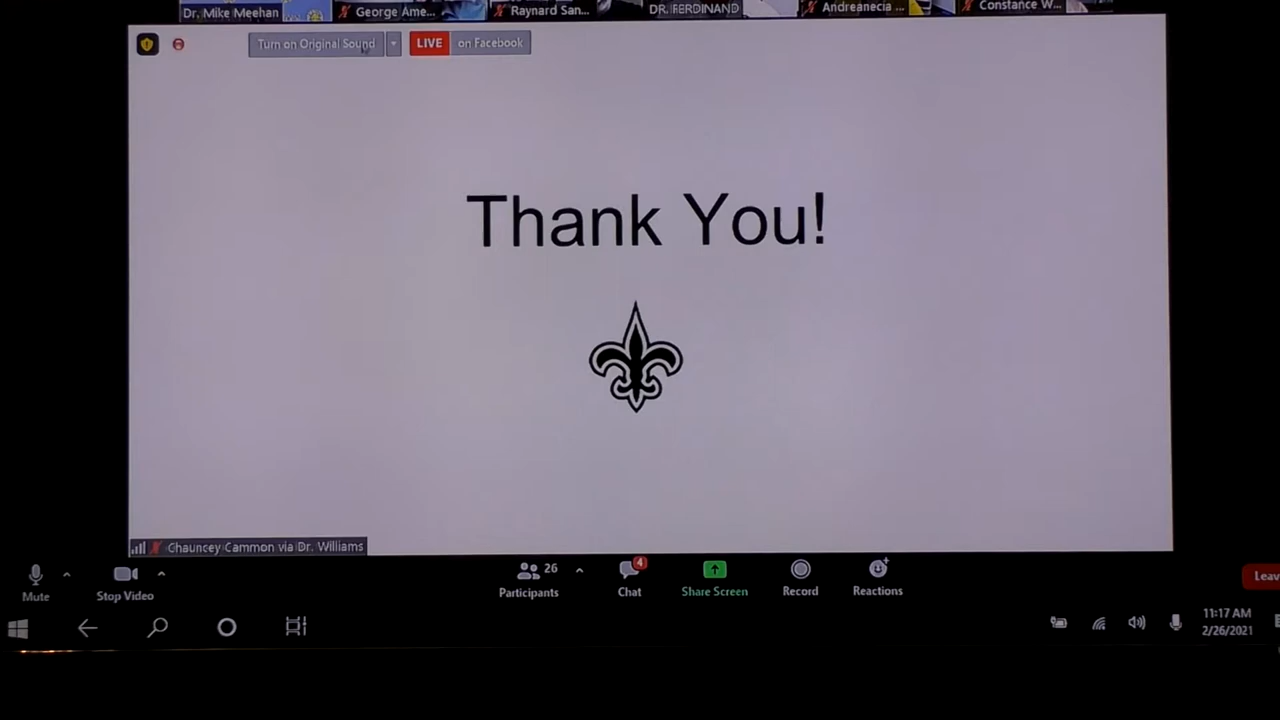 Dr. Mike Meehan
George Ame...
Raynard San...
DR. FERDINAND
Andreanecia ...
Constance W...
Turn on Original Sound
LIVE
on Facebook
Thank You!
Chauncey Cammon via Dr. Williams
Mute
Stop Video
26
Participants
4
Chat
Share Screen
Record
Reactions
Leav
11:17 AM
2/26/2021